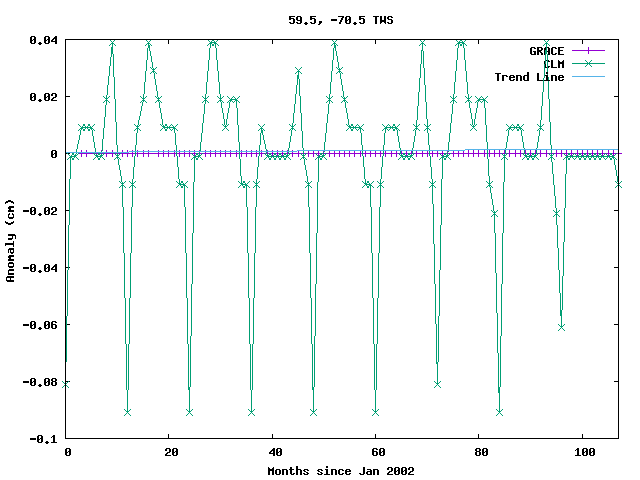 59.5, -70.5 TWS
GRACE
CLM
Trend Line
0.04
0.02
0
-0.02
-0.04
-0.06
-0.08
-0.1
Anomaly (cm)
0 20 40 60 80 100
Months since Jan 2002